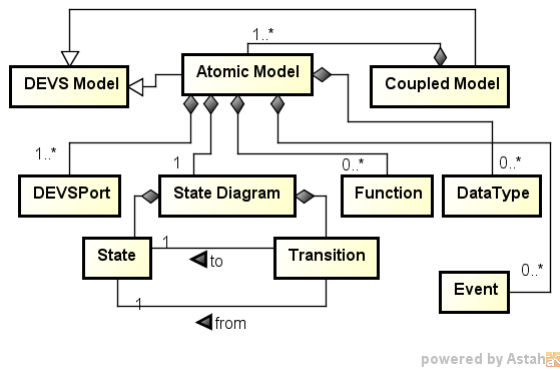 1..*
DEVS Model
Atomic Model
Coupled Model
1..*
1
0..*
0..*
DEVSPort
State Diagram
Function
DataType
State
1
to
Transition
0..*
Event
1
from
powered by Astah